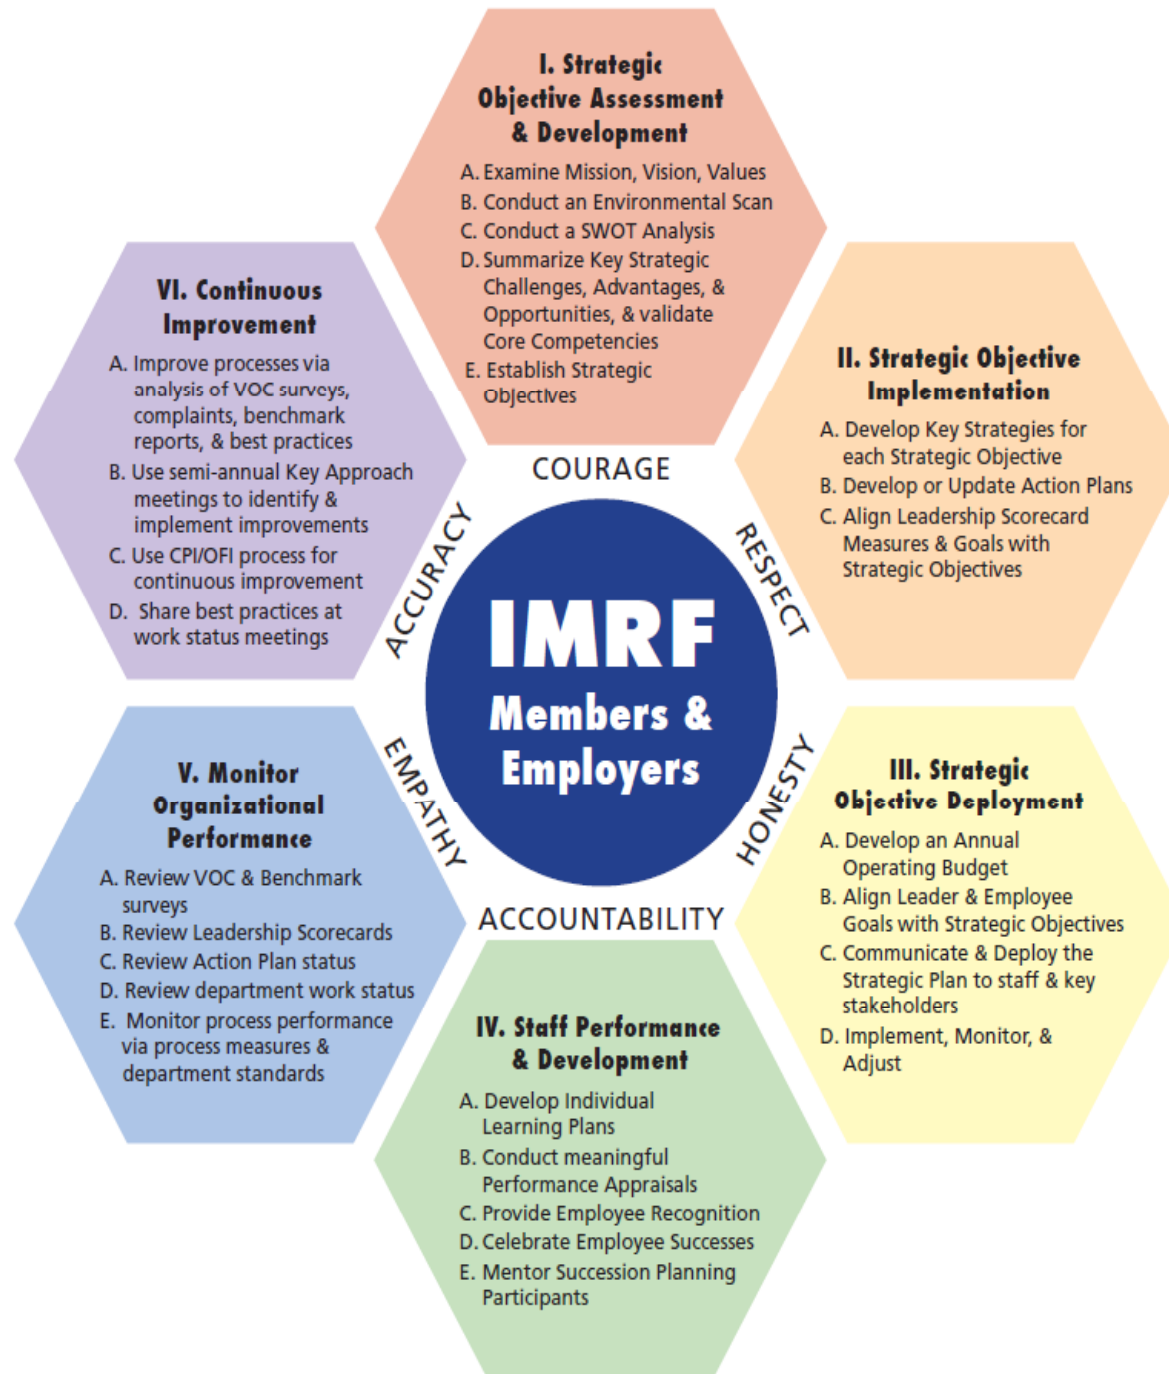 I. Strategic
Objective Assessment
& Development
A. Examine Mission, Vision, Values
B. Conduct an Environmental Scan
C. Conduct a SWOT Analysis
D. Summarize Key Strategic
Challenges, Advantages, &
Opportunities, & validate
Core Competencies
E. Establish Strategic
Objectives
II. Strategic Objective
Implementation
A. Develop Key Strategies for
each Strategic Objective
B. Develop or Update Action Plans
C. Align Leadership Scorecard
Measures & Goals with
Strategic Objectives
III. Strategic
Objective Deployment
A. Develop an Annual
Operating Budget
B. Align Leader & Employee
Goals with Strategic Objectives
C. Communicate & Deploy the
Strategic Plan to staff & key
stakeholders
D. Implement, Monitor, &
Adjust
IV. Staff Performance
& Development
A. Develop Individual
Learning Plans
B. Conduct meaningful
Performance Appraisals
C. Provide Employee Recognition
D. Celebrate Employee Successes
E. Mentor Succession Planning
Participants
V. Monitor
Organizational
Performance
A. Review VOC & Benchmark
surveys
B. Review Leadership Scorecards
C. Review Action Plan status
D. Review department work status
E. Monitor process performance
via process measures &
department standards
VI. Continuous
Improvement
A. Improve processes via
analysis of VOC surveys,
complaints, benchmark
reports, & best practices
B. Use semi-annual Key Approach
meetings to identify &
implement improvements
C. Use CPI/OFI process for
continuous improvement
D. Share best practices at
work status meetings
COURAGE
RESPECT
HONESTY
ACCOUNTABILITY
EMPATHY
ACCURACY
IMRF
Members &
Employers